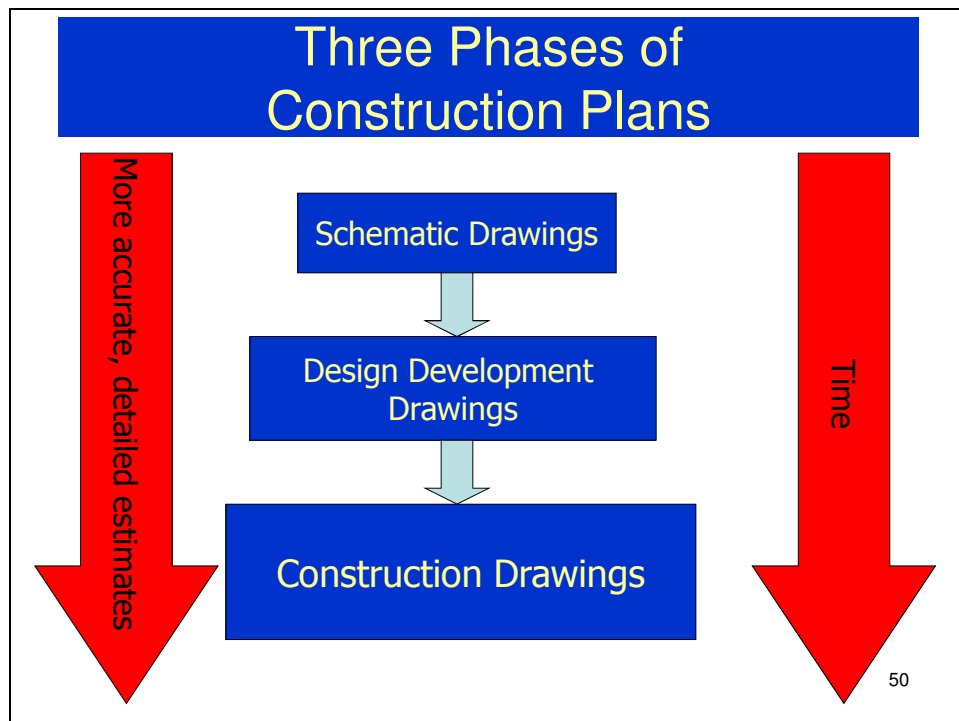 Three Phases of
Construction Plans
More accurate, detailed estimates
Schematic Drawings
Design Development
Drawings
Construction Drawings
Time
50